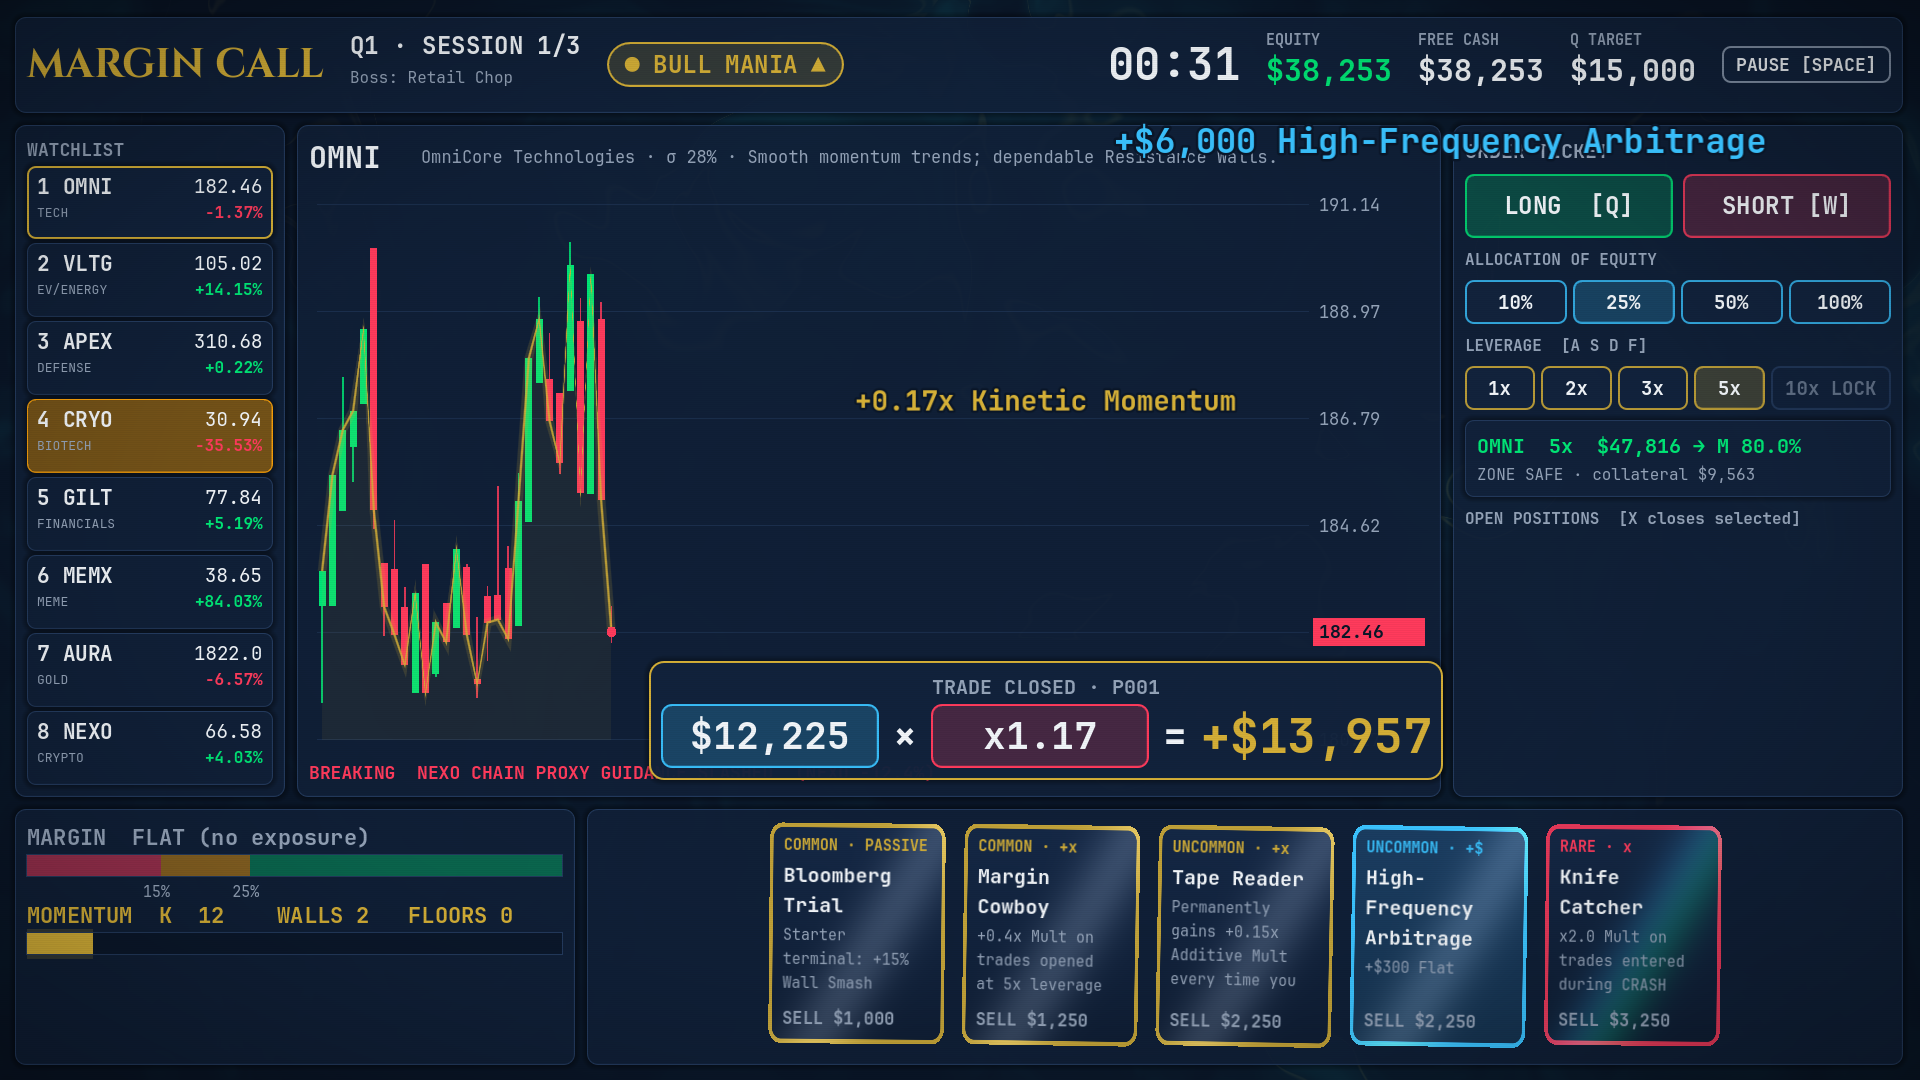 MARGIN CALL
Q1 · SESSION 1/3
Boss: Retail Chop
● BULL MANIA ▲
00:31
EQUITY
$38,253
FREE CASH
$38,253
Q TARGET
$15,000
PAUSE [SPACE]
WATCHLIST
1 OMNI 182.46
TECH -1.37%
2 VLTG 105.02
EV/ENERGY +14.15%
3 APEX 310.68
DEFENSE +0.22%
4 CRYO 30.94
BIOTECH -35.53%
5 GILT 77.84
FINANCIALS +5.19%
6 MEMX 38.65
MEME +84.03%
7 AURA 1822.0
GOLD -6.57%
8 NEXO 66.58
CRYPTO +4.03%
OMNI
OmniCore Technologies · σ 28% · Smooth momentum trends; dependable Resistance Walls.
+$6,000 High-Frequency Arbitrage
191.14
188.97
186.79
184.62
182.46
+0.17x Kinetic Momentum
TRADE CLOSED · P001
$12,225 × x1.17 = +$13,957
BREAKING NEXO CHAIN PROXY GUIDA
ORDER TICKET
LONG [Q]
SHORT [W]
ALLOCATION OF EQUITY
10% 25% 50% 100%
LEVERAGE [A S D F]
1x 2x 3x 5x 10x LOCK
OMNI 5x $47,816 → M 80.0%
ZONE SAFE · collateral $9,563
OPEN POSITIONS [X closes selected]
MARGIN FLAT (no exposure)
15% 25%
MOMENTUM K 12 WALLS 2 FLOORS 0
COMMON · PASSIVE
Bloomberg
Trial
Starter
terminal: +15%
Wall Smash
SELL $1,000
COMMON · +x
Margin
Cowboy
+0.4x Mult on
trades opened
at 5x leverage
SELL $1,250
UNCOMMON · +x
Tape Reader
Permanently
gains +0.15x
Additive Mult
every time you
SELL $2,250
UNCOMMON · +$
High-
Frequency
Arbitrage
+$300 Flat
SELL $2,250
RARE · x
Knife
Catcher
x2.0 Mult on
trades entered
during CRASH
SELL $3,250